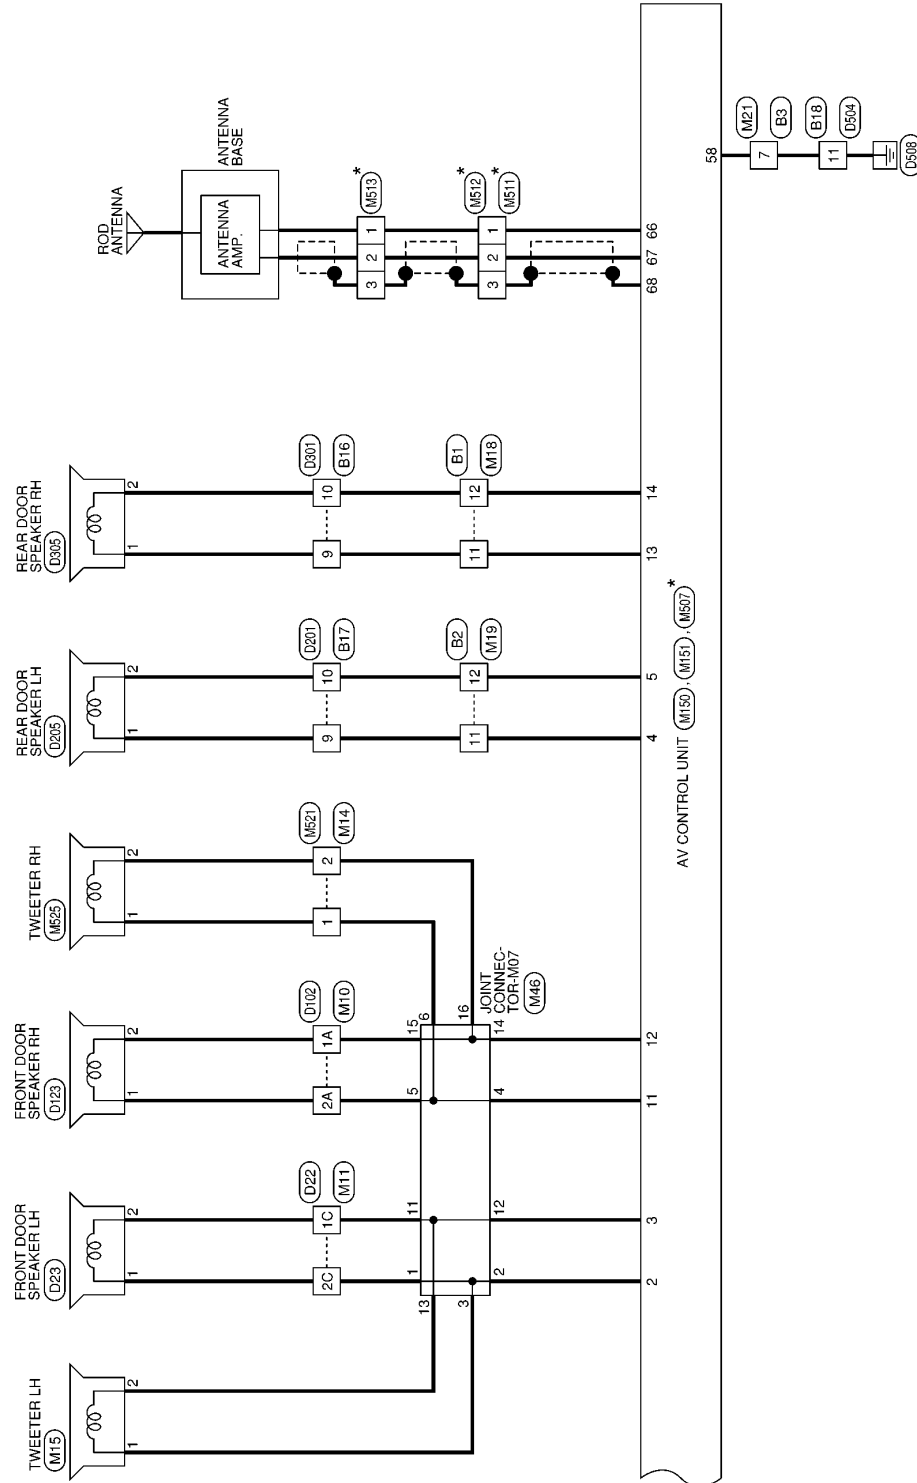 ROD
ANTENNA
ANTENNA
BASE
ANTENNA
AMP.
M513
*
1
2
3
M512
*
M511
*
1
2
3
66
67
68
58
M21
7
B3
B18
11
D504
D508
REAR DOOR
SPEAKER RH
D305
1
2
D301
B16
9
10
B1
M18
11
12
13
14
REAR DOOR
SPEAKER LH
D205
1
2
D201
B17
9
10
B2
M19
11
12
4
5
TWEETER RH
M525
1
2
M521
M14
1
2
FRONT DOOR
SPEAKER RH
D123
1
2
D102
M10
2A
1A
5
15
6
16
4
14
JOINT
CONNEC-
TOR-M07
M46
11
12
FRONT DOOR
SPEAKER LH
D23
1
2
D22
M11
2C
1C
1
11
13
3
2
12
2
3
TWEETER LH
M15
1
2
AV CONTROL UNIT M150 , M151 , M507 *